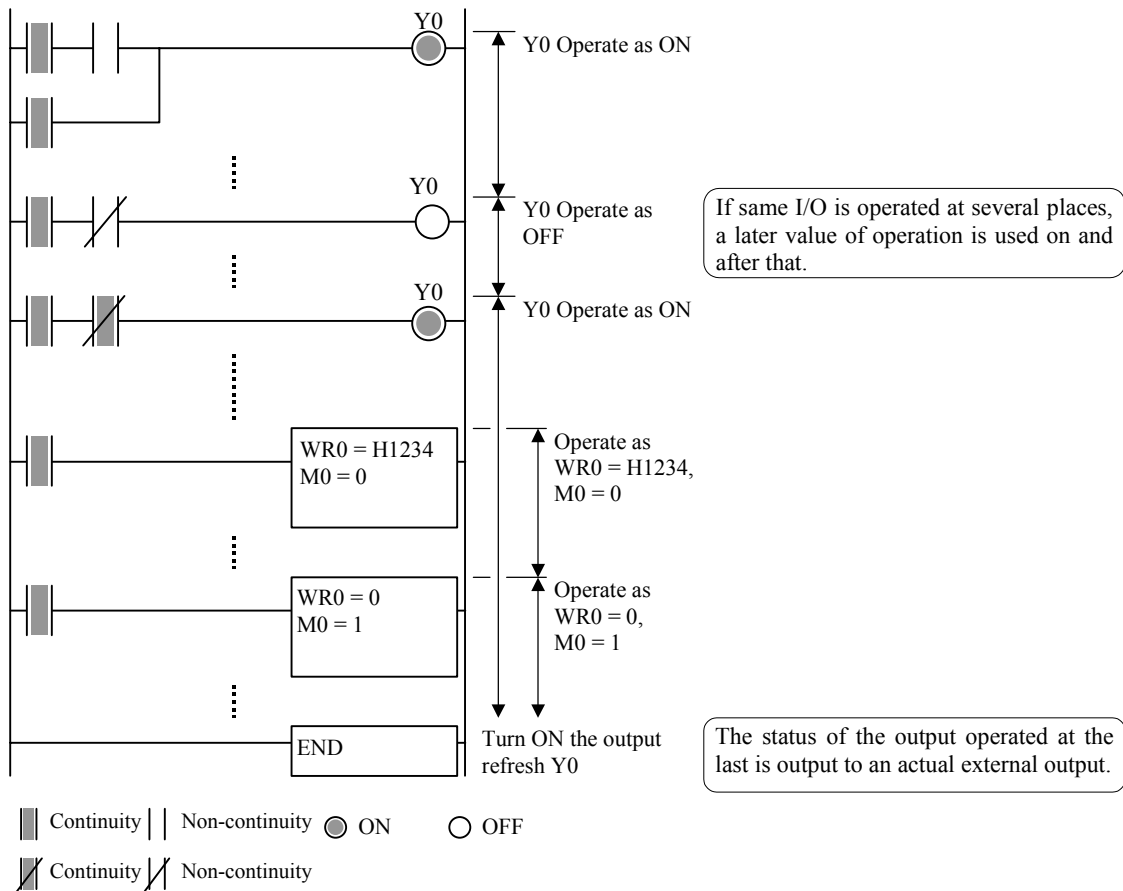 Y0
Y0 Operate as ON
Y0
Y0 Operate as
OFF
If same I/O is operated at several places,
a later value of operation is used on and
after that.
Y0
Y0 Operate as ON
WR0 = H1234
M0 = 0
Operate as
WR0 = H1234,
M0 = 0
WR0 = 0
M0 = 1
Operate as
WR0 = 0,
M0 = 1
END
Turn ON the output
refresh Y0
The status of the output operated at the
last is output to an actual external output.
Continuity Non-continuity ON OFF
Continuity Non-continuity